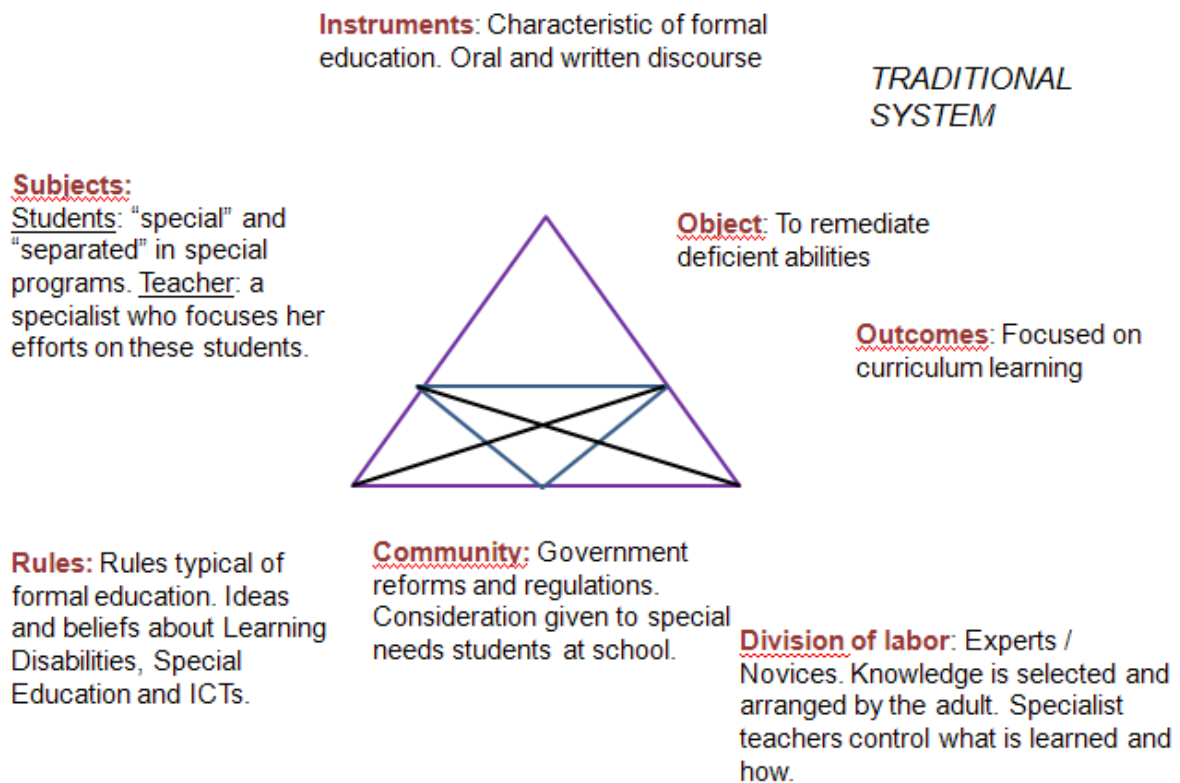 Instruments: Characteristic of formal
education. Oral and written discourse
TRADITIONAL
SYSTEM
Subjects:
Students: “special” and
“separated” in special
programs. Teacher: a
specialist who focuses her
efforts on these students.
Object: To remediate
deficient abilities
Outcomes: Focused on
curriculum learning
Rules: Rules typical of
formal education. Ideas
and beliefs about Learning
Disabilities, Special
Education and ICTs.
Community: Government
reforms and regulations.
Consideration given to special
needs students at school.
Division of labor: Experts /
Novices. Knowledge is selected and
arranged by the adult. Specialist
teachers control what is learned and
how.